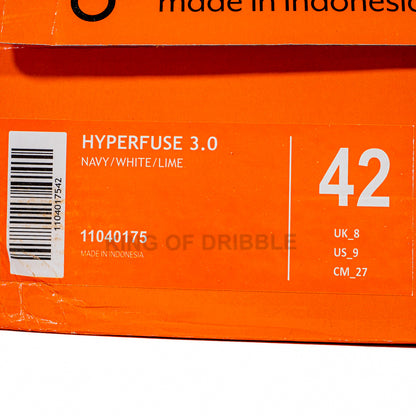 made in Indonesia
HYPERFUSE 3.0
NAVY/WHITE/LIME
42
1104017542
11040175
KING OF DRIBBLE
MADE IN INDONESIA
UK_8
US_9
CM_27